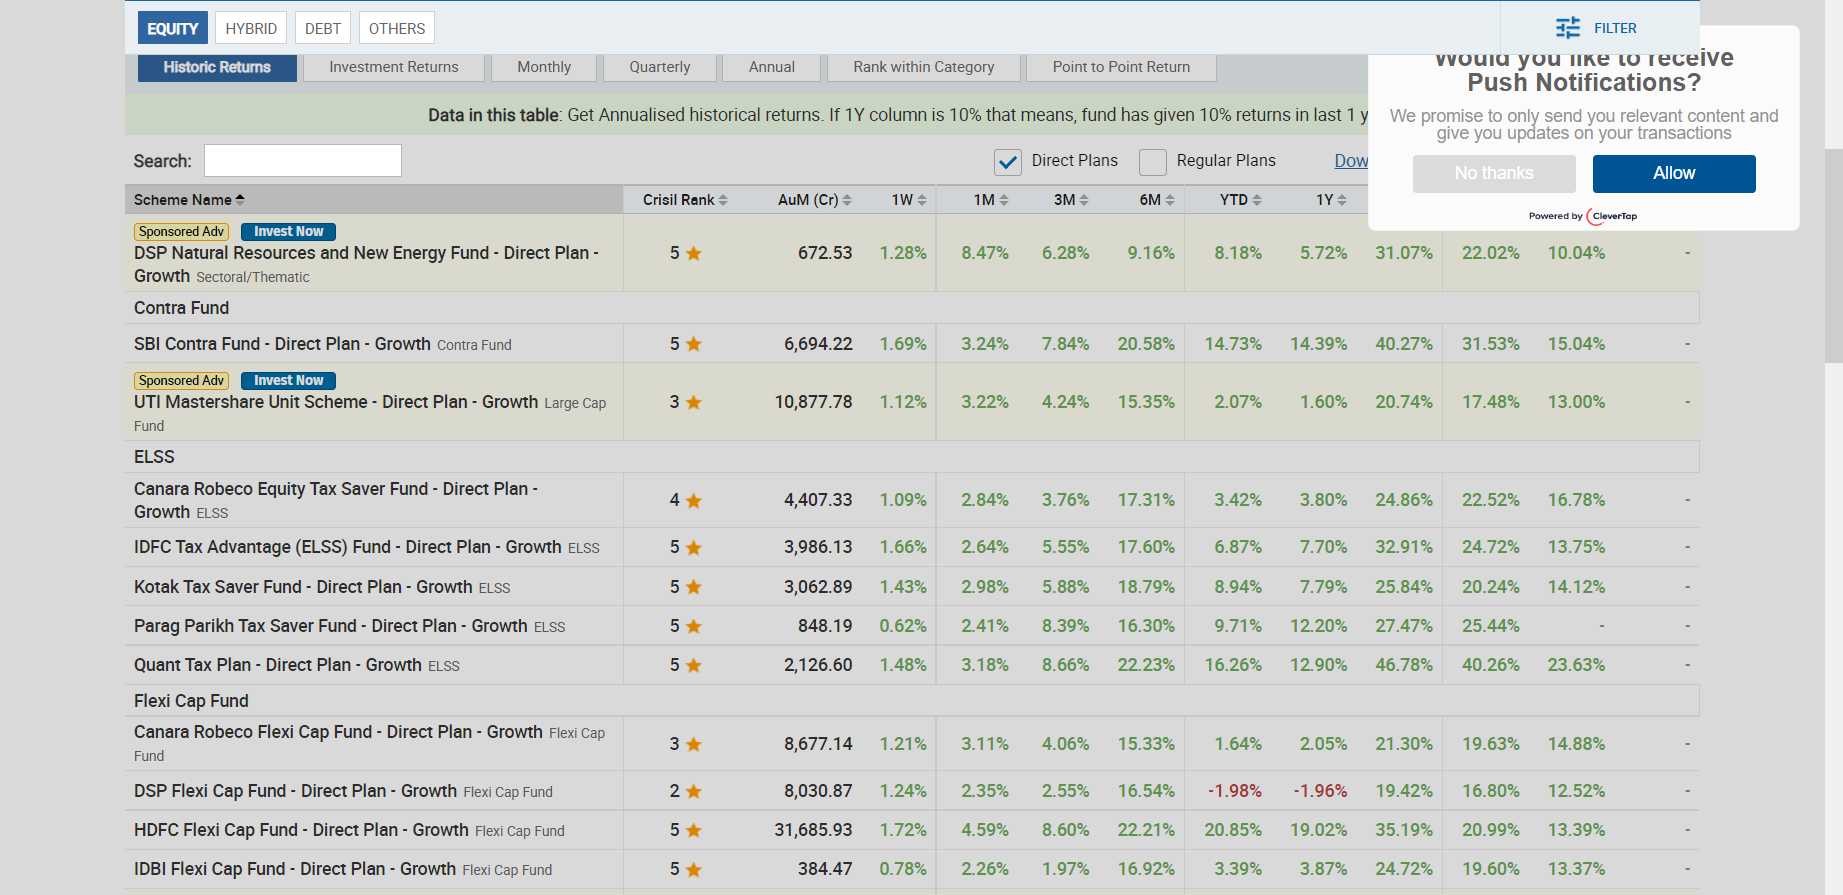 EQUITY HYBRID DEBT OTHERS FILTER
Historic Returns Investment Returns Monthly Quarterly Annual Rank within Category Point to Point Return
Would you like to receive
Push Notifications?
We promise to only send you relevant content and
give you updates on your transactions
No thanks Allow
Powered by CleverTap
Data in this table: Get Annualised historical returns. If 1Y column is 10% that means, fund has given 10% returns in last 1 y
Search: Direct Plans Regular Plans Dow
Scheme Name Crisil Rank AuM (Cr) 1W 1M 3M 6M YTD 1Y
Sponsored Adv Invest Now
DSP Natural Resources and New Energy Fund - Direct Plan -
Growth Sectoral/Thematic
5 672.53 1.28% 8.47% 6.28% 9.16% 8.18% 5.72% 31.07% 22.02% 10.04% -
Contra Fund
SBI Contra Fund - Direct Plan - Growth Contra Fund 5 6,694.22 1.69% 3.24% 7.84% 20.58% 14.73% 14.39% 40.27% 31.53% 15.04% -
Sponsored Adv Invest Now
UTI Mastershare Unit Scheme - Direct Plan - Growth Large Cap
Fund
3 10,877.78 1.12% 3.22% 4.24% 15.35% 2.07% 1.60% 20.74% 17.48% 13.00% -
ELSS
Canara Robeco Equity Tax Saver Fund - Direct Plan -
Growth ELSS
4 4,407.33 1.09% 2.84% 3.76% 17.31% 3.42% 3.80% 24.86% 22.52% 16.78% -
IDFC Tax Advantage (ELSS) Fund - Direct Plan - Growth ELSS 5 3,986.13 1.66% 2.64% 5.55% 17.60% 6.87% 7.70% 32.91% 24.72% 13.75% -
Kotak Tax Saver Fund - Direct Plan - Growth ELSS 5 3,062.89 1.43% 2.98% 5.88% 18.79% 8.94% 7.79% 25.84% 20.24% 14.12% -
Parag Parikh Tax Saver Fund - Direct Plan - Growth ELSS 5 848.19 0.62% 2.41% 8.39% 16.30% 9.71% 12.20% 27.47% 25.44% - -
Quant Tax Plan - Direct Plan - Growth ELSS 5 2,126.60 1.48% 3.18% 8.66% 22.23% 16.26% 12.90% 46.78% 40.26% 23.63% -
Flexi Cap Fund
Canara Robeco Flexi Cap Fund - Direct Plan - Growth Flexi Cap
Fund
3 8,677.14 1.21% 3.11% 4.06% 15.33% 1.64% 2.05% 21.30% 19.63% 14.88% -
DSP Flexi Cap Fund - Direct Plan - Growth Flexi Cap Fund 2 8,030.87 1.24% 2.35% 2.55% 16.54% -1.98% -1.96% 19.42% 16.80% 12.52% -
HDFC Flexi Cap Fund - Direct Plan - Growth Flexi Cap Fund 5 31,685.93 1.72% 4.59% 8.60% 22.21% 20.85% 19.02% 35.19% 20.99% 13.39% -
IDBI Flexi Cap Fund - Direct Plan - Growth Flexi Cap Fund 5 384.47 0.78% 2.26% 1.97% 16.92% 3.39% 3.87% 24.72% 19.60% 13.37% -